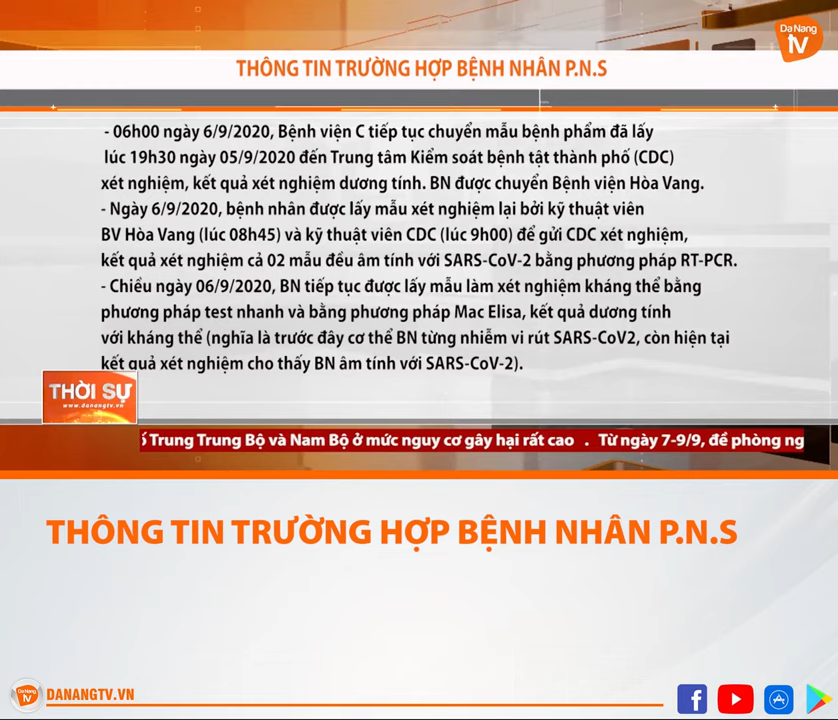 Da Nang
TV
THÔNG TIN TRƯỜNG HỢP BỆNH NHÂN P.N.S
- 06h00 ngày 6/9/2020, Bệnh viện C tiếp tục chuyển mẫu bệnh phẩm đã lấy
lúc 19h30 ngày 05/9/2020 đến Trung tâm Kiểm soát bệnh tật thành phố (CDC)
xét nghiệm, kết quả xét nghiệm dương tính. BN được chuyển Bệnh viện Hòa Vang.
- Ngày 6/9/2020, bệnh nhân được lấy mẫu xét nghiệm lại bởi kỹ thuật viên
BV Hòa Vang (lúc 08h45) và kỹ thuật viên CDC (lúc 9h00) để gửi CDC xét nghiệm,
kết quả xét nghiệm cả 02 mẫu đều âm tính với SARS-CoV-2 bằng phương pháp RT-PCR.
- Chiều ngày 06/9/2020, BN tiếp tục được lấy mẫu làm xét nghiệm kháng thể bằng
phương pháp test nhanh và bằng phương pháp Mac Elisa, kết quả dương tính
với kháng thể (nghĩa là trước đây cơ thể BN từng nhiễm vi rút SARS-CoV2, còn hiện tại
kết quả xét nghiệm cho thấy BN âm tính với SARS-CoV-2).
THỜI SỰ
www.danangtv.vn
Trung Trung Bộ và Nam Bộ ở mức nguy cơ gây hại rất cao . Từ ngày 7-9/9, đề phòng ng
THÔNG TIN TRƯỜNG HỢP BỆNH NHÂN P.N.S
Da Nang
TV
DANANGTV.VN